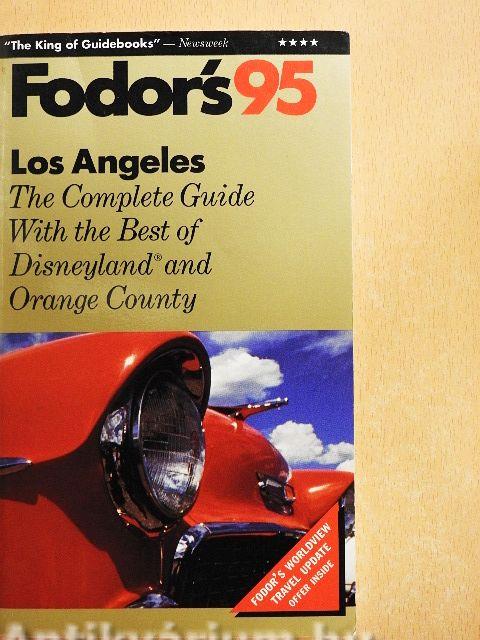 "The King of Guidebooks" — Newsweek ★★★★
Fodor's95
Los Angeles
The Complete Guide
With the Best of
Disneyland® and
Orange County
FODOR'S WORLDVIEW
TRAVEL UPDATE
OFFER INSIDE